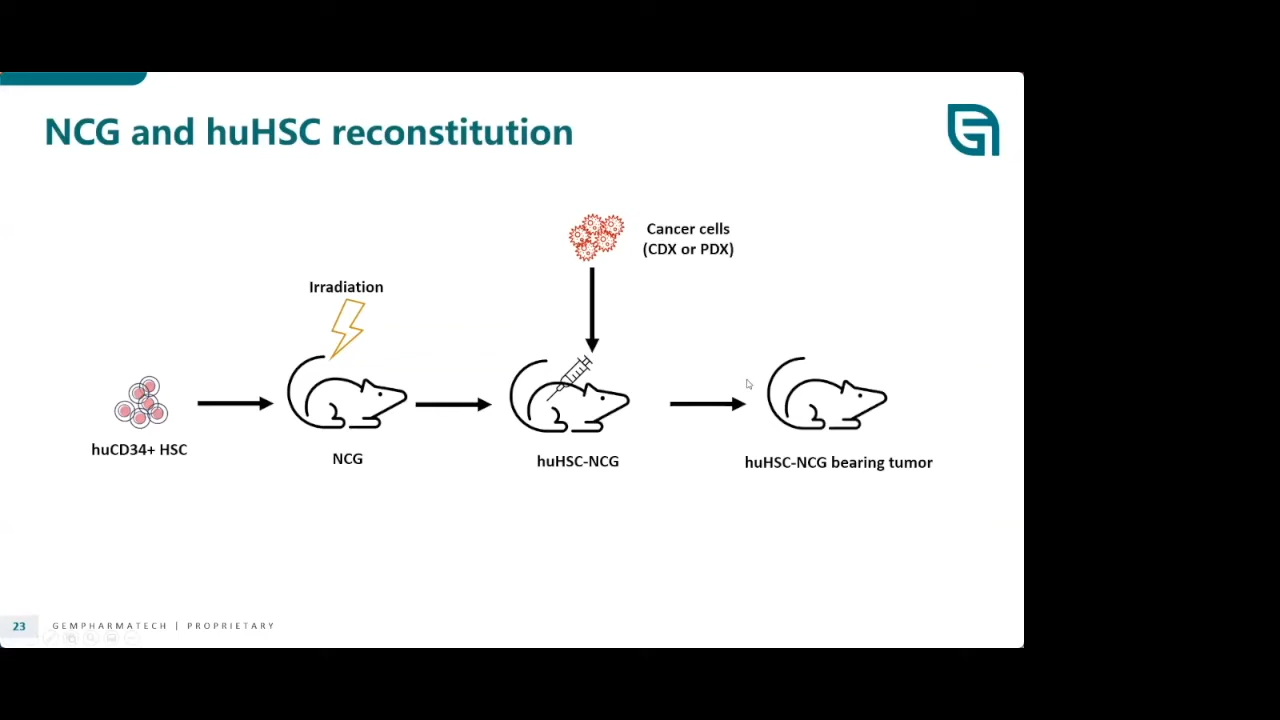 NCG and huHSC reconstitution
Cancer cells
(CDX or PDX)
Irradiation
huCD34+ HSC
NCG
huHSC-NCG
huHSC-NCG bearing tumor
23
GEMPHARMATECH | PROPRIETARY